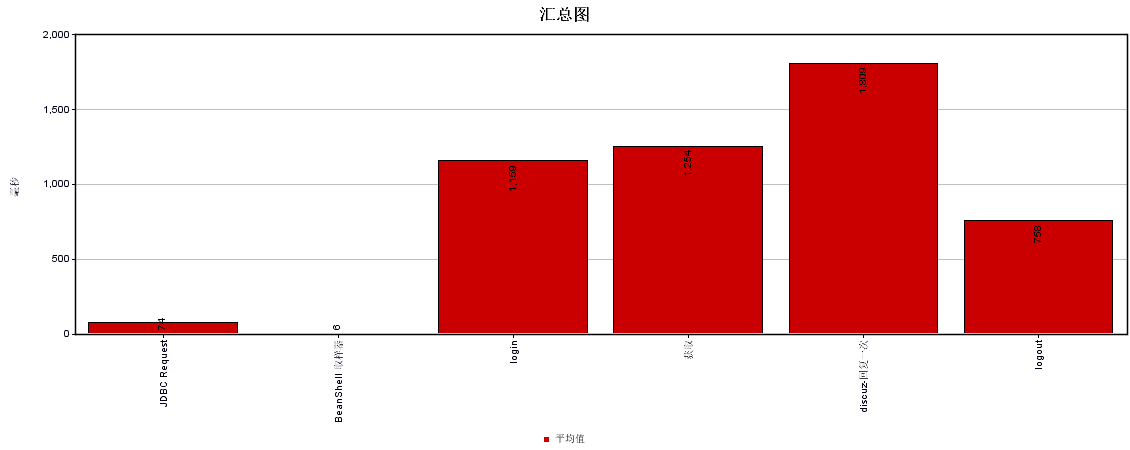 汇总图
2,000
1,500
1,000
500
0
毫秒
74
6
1,159
1,254
1,809
758
JDBC Request
BeanShell 取样器
login
获取
discuz-回复一次
logout
平均值